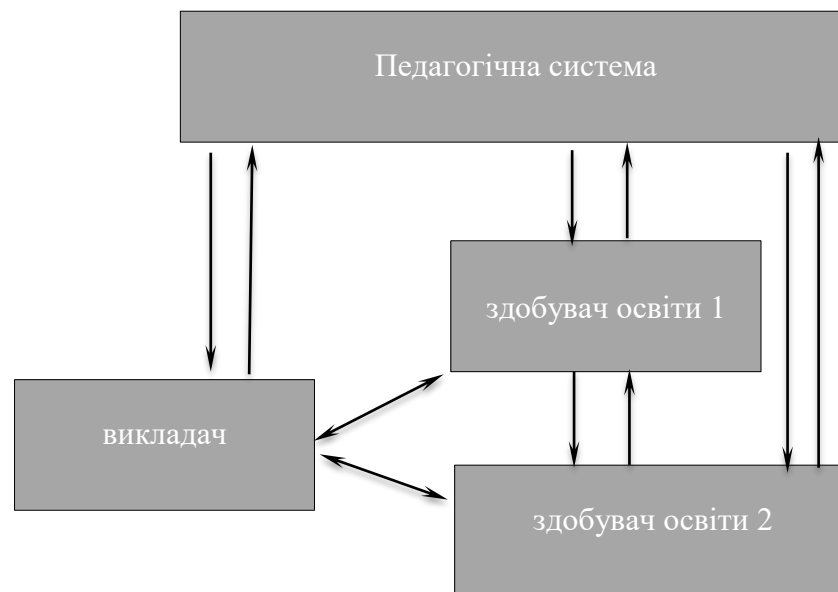 Педагогічна система
здобувач освіти 1
викладач
здобувач освіти 2